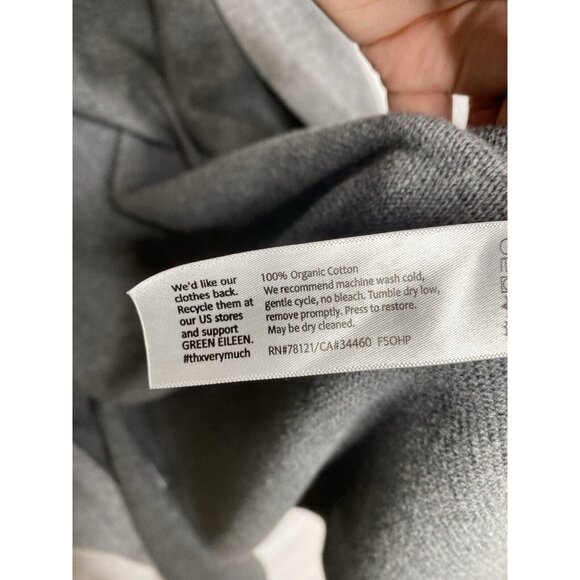 We'd like our
clothes back.
Recycle them at
our US stores
and support
GREEN EILEEN.
#thxverymuch
100% Organic Cotton
We recommend machine wash cold,
gentle cycle, no bleach. Tumble dry low,
remove promptly. Press to restore.
May be dry cleaned.
RN#78121/CA#34460 F5OHP